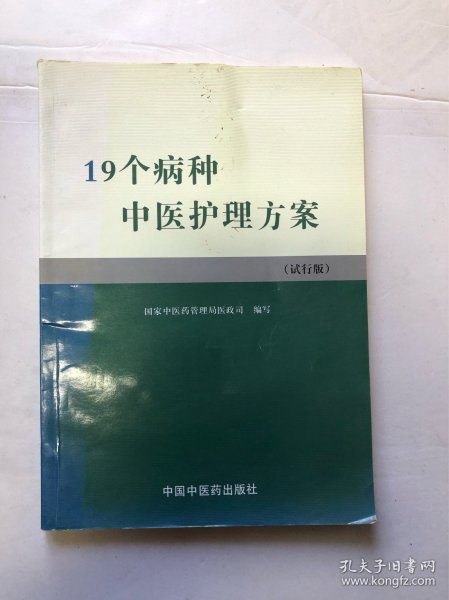 19个病种
中医护理方案
（试行版）
国家中医药管理局医政司 编写
中国中医药出版社
孔夫子旧书网
www.kongfz.com